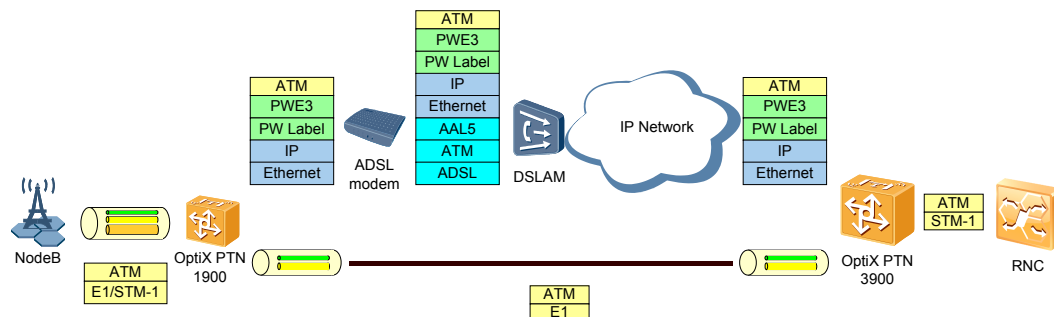 ATM
PWE3
PW Label
IP
Ethernet
AAL5
ATM
ADSL
ATM
PWE3
PW Label
IP
Ethernet
ADSL
modem
DSLAM
IP Network
ATM
PWE3
PW Label
IP
Ethernet
NodeB
OptiX PTN
1900
ATM
E1/STM-1
ATM
E1
OptiX PTN
3900
ATM
STM-1
RNC